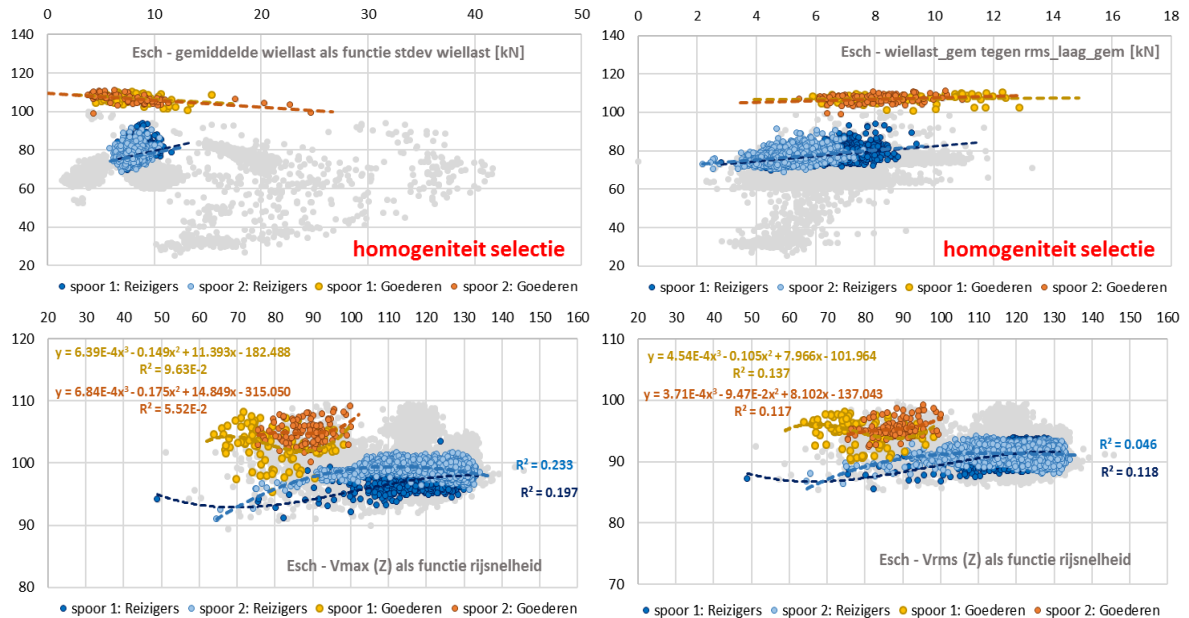 0 10 20 30 40 50
140
120
100
80
60
40
20
Esch - gemiddelde wiellast als functie stdev wiellast [kN]
homogeniteit selectie
spoor 1: Reizigers spoor 2: Reizigers spoor 1: Goederen spoor 2: Goederen
0 2 4 6 8 10 12 14 16 18
140
120
100
80
60
40
20
Esch - wiellast_gem tegen rms_laag_gem [kN]
homogeniteit selectie
spoor 1: Reizigers spoor 2: Reizigers spoor 1: Goederen spoor 2: Goederen
20 30 40 50 60 70 80 90 100 110 120 130 140 150 160
120
110
100
90
80
y = 6.39E-4x³ - 0.149x² + 11.393x - 182.488
R² = 9.63E-2
y = 6.84E-4x³ - 0.175x² + 14.849x - 315.050
R² = 5.52E-2
R² = 0.233
R² = 0.197
Esch - Vmax (Z) als functie rijsnelheid
spoor 1: Reizigers spoor 2: Reizigers spoor 1: Goederen spoor 2: Goederen
20 30 40 50 60 70 80 90 100 110 120 130 140 150 160
110
100
90
80
70
y = 4.54E-4x³ - 0.105x² + 7.966x - 101.964
R² = 0.137
y = 3.71E-4x³ - 9.47E-2x² + 8.102x - 137.043
R² = 0.117
R² = 0.046
R² = 0.118
Esch - Vrms (Z) als functie rijsnelheid
spoor 1: Reizigers spoor 2: Reizigers spoor 1: Goederen spoor 2: Goederen